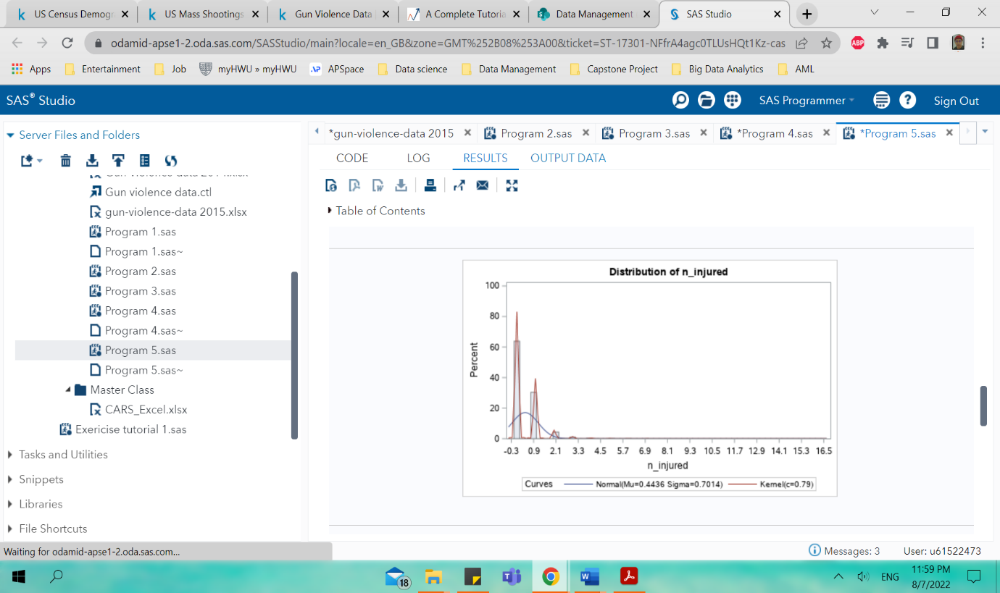 US Census Demogr
US Mass Shootings
Gun Violence Data
A Complete Tutoria
Data Management
SAS Studio
odamid-apse1-2.oda.sas.com/SASStudio/main?locale=en_GB&zone=GMT%252B08%253A00&ticket=ST-17301-NFfrA4agc0TLUsHQt1Kz-cas
ABP
Apps
Entertainment
Job
myHWU » myHWU
APSpace
Data science
Data Management
Capstone Project
Big Data Analytics
AML
SAS® Studio
SAS Programmer
Sign Out
Server Files and Folders
Gun violence data.ctl
gun-violence-data 2015.xlsx
Program 1.sas
Program 1.sas~
Program 2.sas
Program 3.sas
Program 4.sas
Program 4.sas~
Program 5.sas
Program 5.sas~
Master Class
CARS_Excel.xlsx
Exericise tutorial 1.sas
Tasks and Utilities
Snippets
Libraries
File Shortcuts
*gun-violence-data 2015
Program 2.sas
Program 3.sas
*Program 4.sas
*Program 5.sas
CODE LOG RESULTS OUTPUT DATA
Table of Contents
Distribution of n_injured
100
80
60
40
20
0
Percent
-0.3 0.9 2.1 3.3 4.5 5.7 6.9 8.1 9.3 10.5 11.7 12.9 14.1 15.3 16.5
n_injured
Curves Normal(Mu=0.4436 Sigma=0.7014) Kernel(c=0.79)
Waiting for odamid-apse1-2.oda.sas.com...
Messages: 3
User: u61522473
18
ENG
11:59 PM
8/7/2022